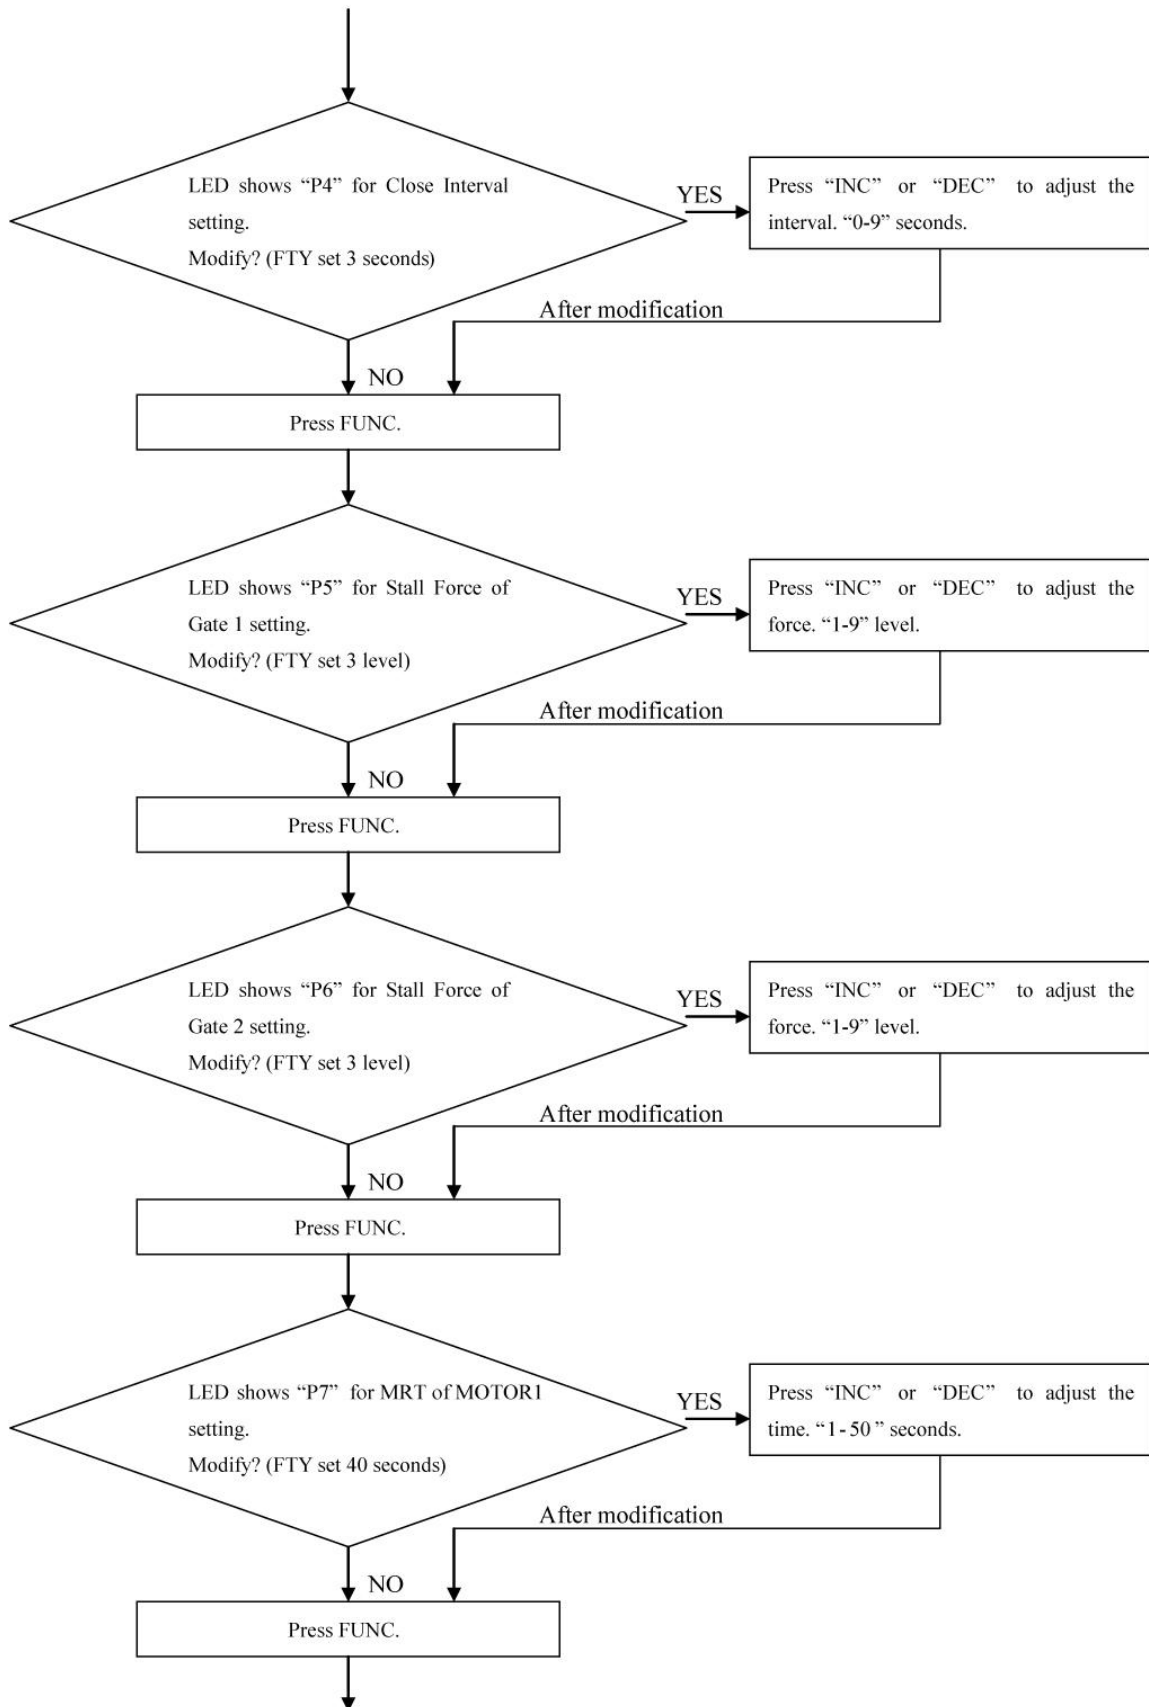 LED shows “P4” for Close Interval
setting.
Modify? (FTY set 3 seconds)
YES
Press “INC” or “DEC” to adjust the
interval. “0-9” seconds.
After modification
NO
Press FUNC.
LED shows “P5” for Stall Force of
Gate 1 setting.
Modify? (FTY set 3 level)
YES
Press “INC” or “DEC” to adjust the
force. “1-9” level.
After modification
NO
Press FUNC.
LED shows “P6” for Stall Force of
Gate 2 setting.
Modify? (FTY set 3 level)
YES
Press “INC” or “DEC” to adjust the
force. “1-9” level.
After modification
NO
Press FUNC.
LED shows “P7” for MRT of MOTOR1
setting.
Modify? (FTY set 40 seconds)
YES
Press “INC” or “DEC” to adjust the
time. “1-50” seconds.
After modification
NO
Press FUNC.